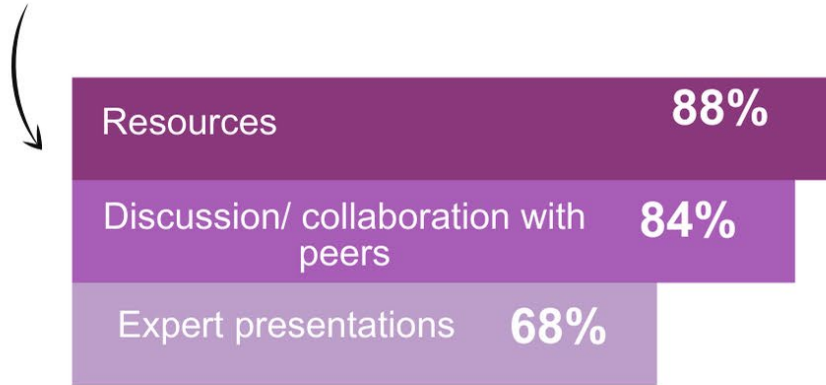 Resources 88%
Discussion/ collaboration with 84%
peers
Expert presentations 68%